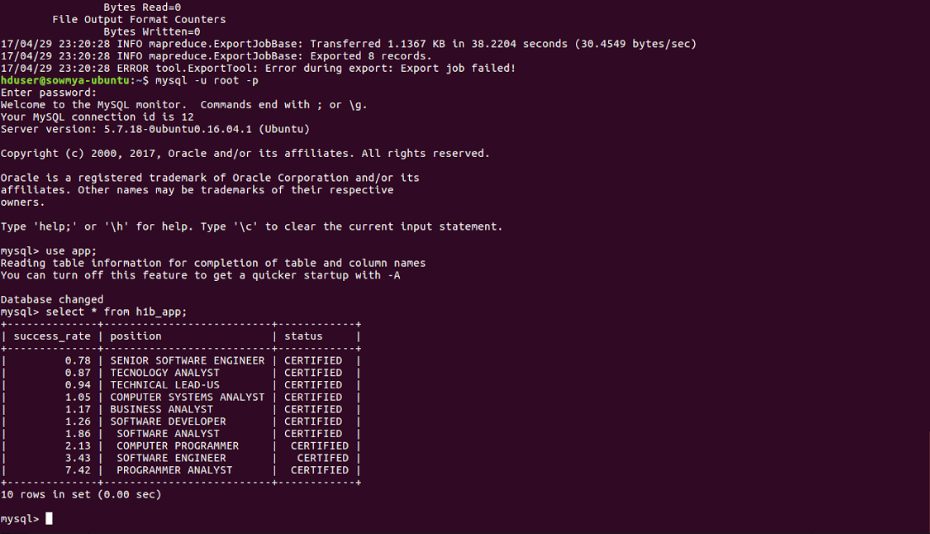 Bytes Read=0
File Output Format Counters
Bytes Written=0
17/04/29 23:20:28 INFO mapreduce.ExportJobBase: Transferred 1.1367 KB in 38.2204 seconds (30.4549 bytes/sec)
17/04/29 23:20:28 INFO mapreduce.ExportJobBase: Exported 8 records.
17/04/29 23:20:28 ERROR tool.ExportTool: Error during export: Export job failed!
hduser@sowmya-ubuntu:~$ mysql -u root -p
Enter password:
Welcome to the MySQL monitor.  Commands end with ; or \g.
Your MySQL connection id is 12
Server version: 5.7.18-0ubuntu0.16.04.1 (Ubuntu)
Copyright (c) 2000, 2017, Oracle and/or its affiliates. All rights reserved.
Oracle is a registered trademark of Oracle Corporation and/or its
affiliates. Other names may be trademarks of their respective
owners.
Type 'help;' or '\h' for help. Type '\c' to clear the current input statement.
mysql> use app;
Reading table information for completion of table and column names
You can turn off this feature to get a quicker startup with -A
Database changed
mysql> select * from h1b_app;
+--------------+--------------------------+------------+
| success_rate | position                 | status     |
+--------------+--------------------------+------------+
|         0.78 | SENIOR SOFTWARE ENGINEER | CERTIFIED  |
|         0.87 | TECNOLOGY ANALYST        | CERTIFIED  |
|         0.94 | TECHNICAL LEAD-US        | CERTIFIED  |
|         1.05 | COMPUTER SYSTEMS ANALYST | CERTIFIED  |
|         1.17 | BUSINESS ANALYST         | CERTIFIED  |
|         1.26 | SOFTWARE DEVELOPER       | CERTIFIED  |
|         1.86 |  SOFTWARE ANALYST        | CERTIFIED  |
|         2.13 |  COMPUTER PROGRAMMER     |  CERTIFIED |
|         3.43 |  SOFTWARE ENGINEER       |   CERTIFED |
|         7.42 |  PROGRAMMER ANALYST      |  CERTIFIED |
+--------------+--------------------------+------------+
10 rows in set (0.00 sec)
mysql>